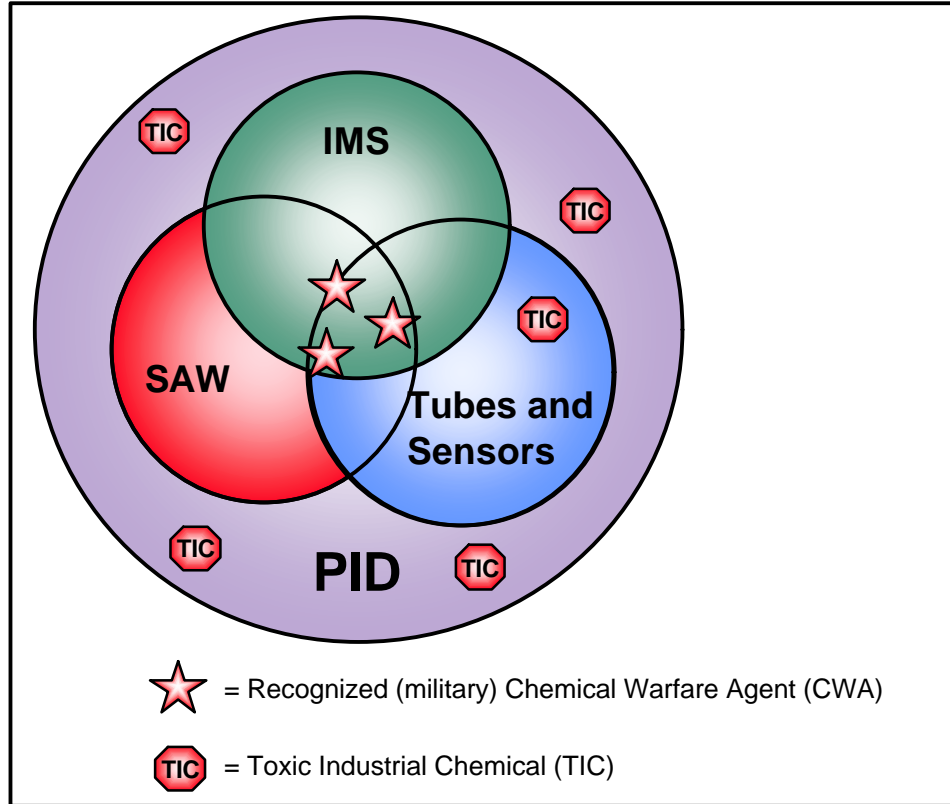 TIC
IMS
TIC
TIC
SAW
Tubes and
Sensors
TIC
PID
TIC
= Recognized (military) Chemical Warfare Agent (CWA)
TIC = Toxic Industrial Chemical (TIC)